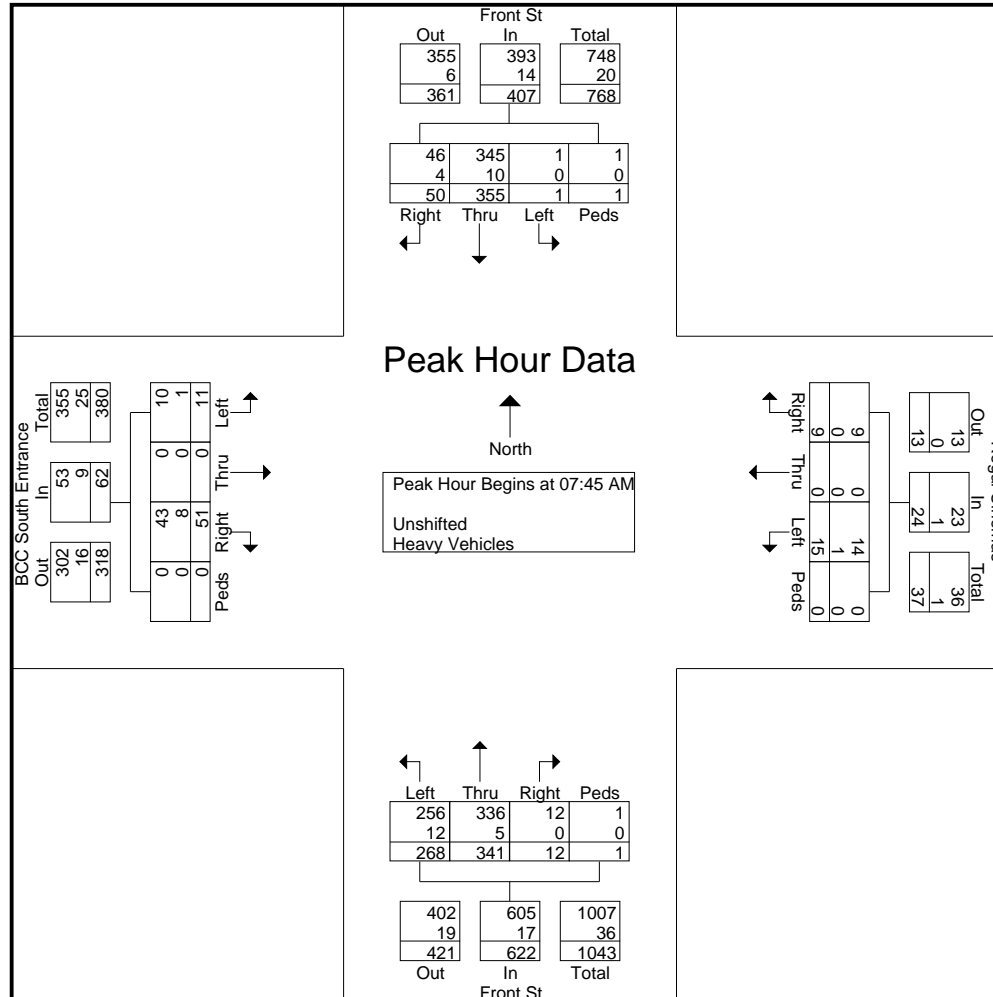 Front St
Out In Total
355 393 748
6 14 20
361 407 768
46 345 1 1
4 10 0 0
50 355 1 1
Right Thru Left Peds
Peak Hour Data
North
Peak Hour Begins at 07:45 AM
Unshifted
Heavy Vehicles
BCC South Entrance
Out In Total
302 53 355
16 9 25
318 62 380
Peds Right Thru Left
0 43 0 10
0 8 0 1
0 51 0 11
Out In Total
13 23 36
0 1 1
13 24 37
Right Thru Left Peds
9 0 14 0
0 0 1 0
9 0 15 0
Left Thru Right Peds
256 336 12 1
12 5 0 0
268 341 12 1
402 605 1007
19 17 36
421 622 1043
Out In Total
Front St